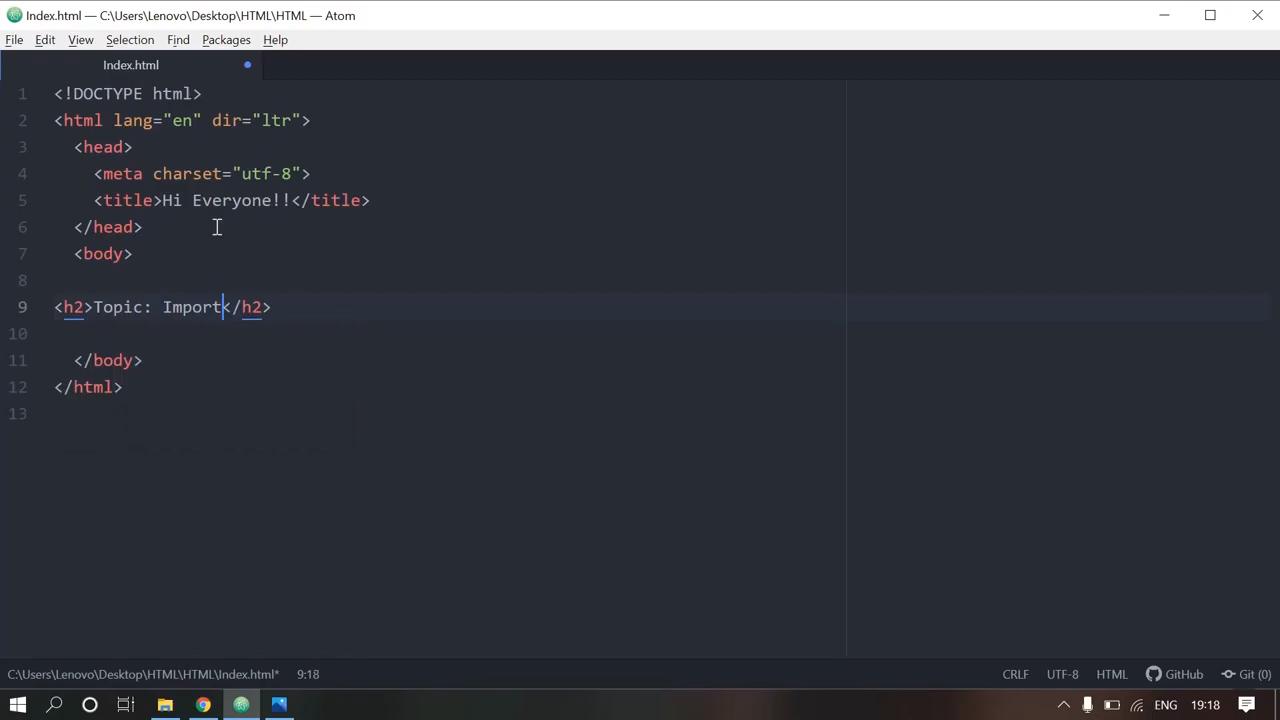 Index.html — C:\Users\Lenovo\Desktop\HTML\HTML — Atom
File Edit View Selection Find Packages Help
Index.html
1 <!DOCTYPE html>
2 <html lang="en" dir="ltr">
3 <head>
4 <meta charset="utf-8">
5 <title>Hi Everyone!!</title>
6 </head>
7 <body>
8
9 <h2>Topic: Import</h2>
10
11 </body>
12 </html>
13
C:\Users\Lenovo\Desktop\HTML\HTML\Index.html* 9:18 CRLF UTF-8 HTML GitHub Git (0)
ENG 19:18